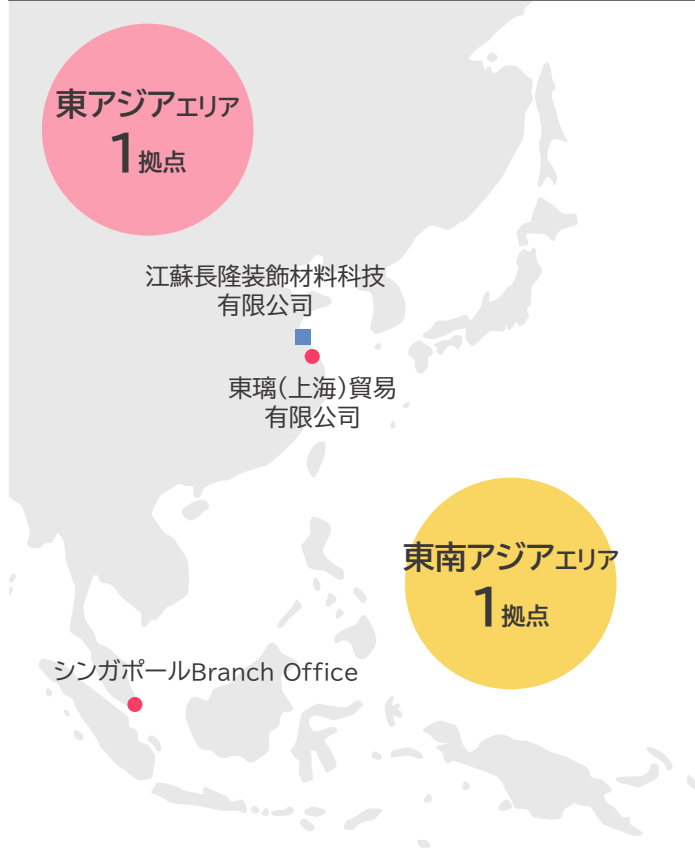 東アジアエリア
1拠点
江蘇長隆装飾材料科技
有限公司
東璃(上海)貿易
有限公司
東南アジアエリア
1拠点
シンガポールBranch Office